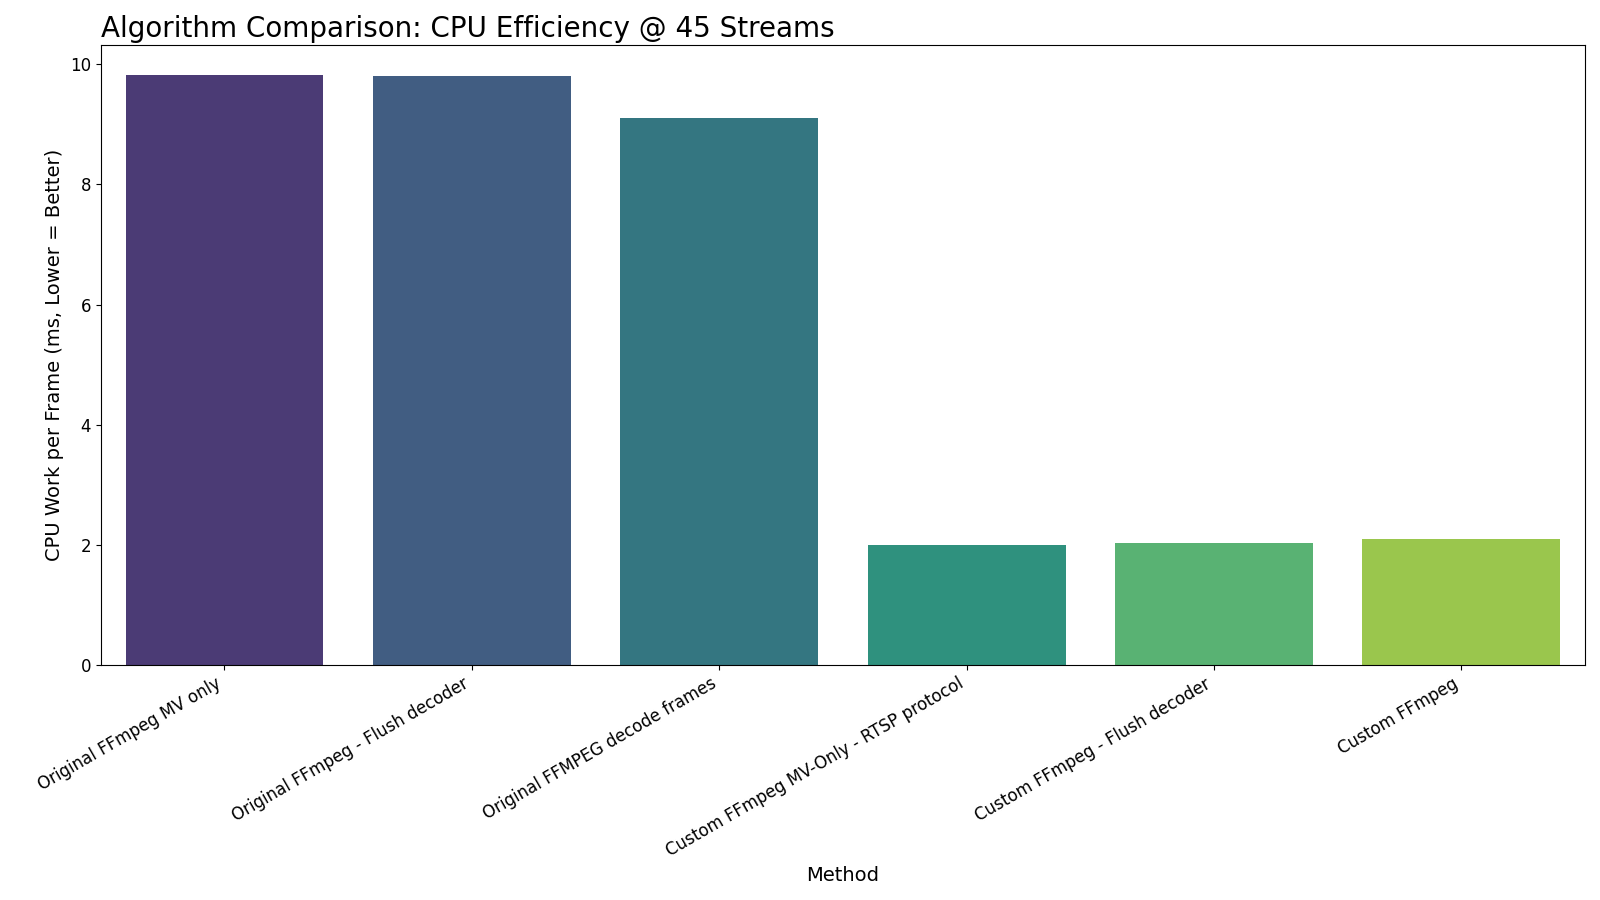 Algorithm Comparison: CPU Efficiency @ 45 Streams
CPU Work per Frame (ms, Lower = Better)
10
8
6
4
2
0
Original FFmpeg MV only
Original FFmpeg - Flush decoder
Original FFMPEG decode frames
Custom FFmpeg MV-Only - RTSP protocol
Custom FFmpeg - Flush decoder
Custom FFmpeg
Method